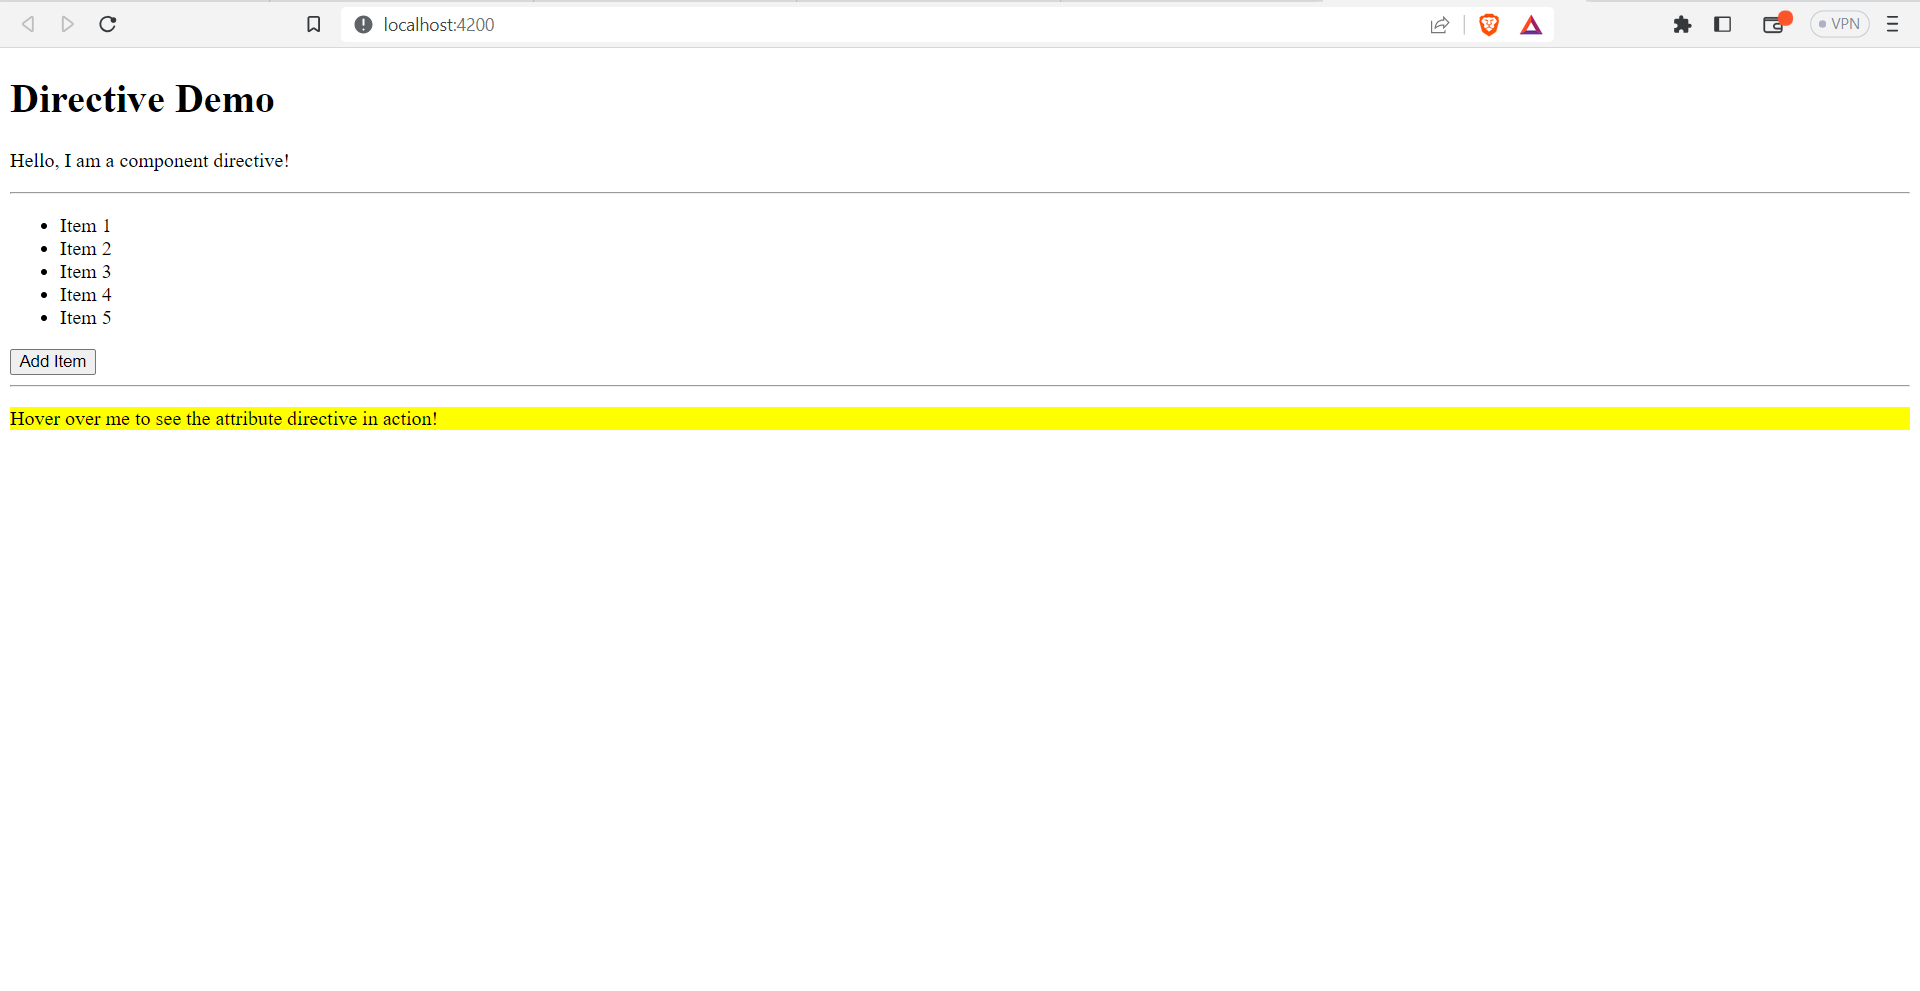 localhost:4200
VPN
Directive Demo
Hello, I am a component directive!
Item 1
Item 2
Item 3
Item 4
Item 5
Add Item
Hover over me to see the attribute directive in action!